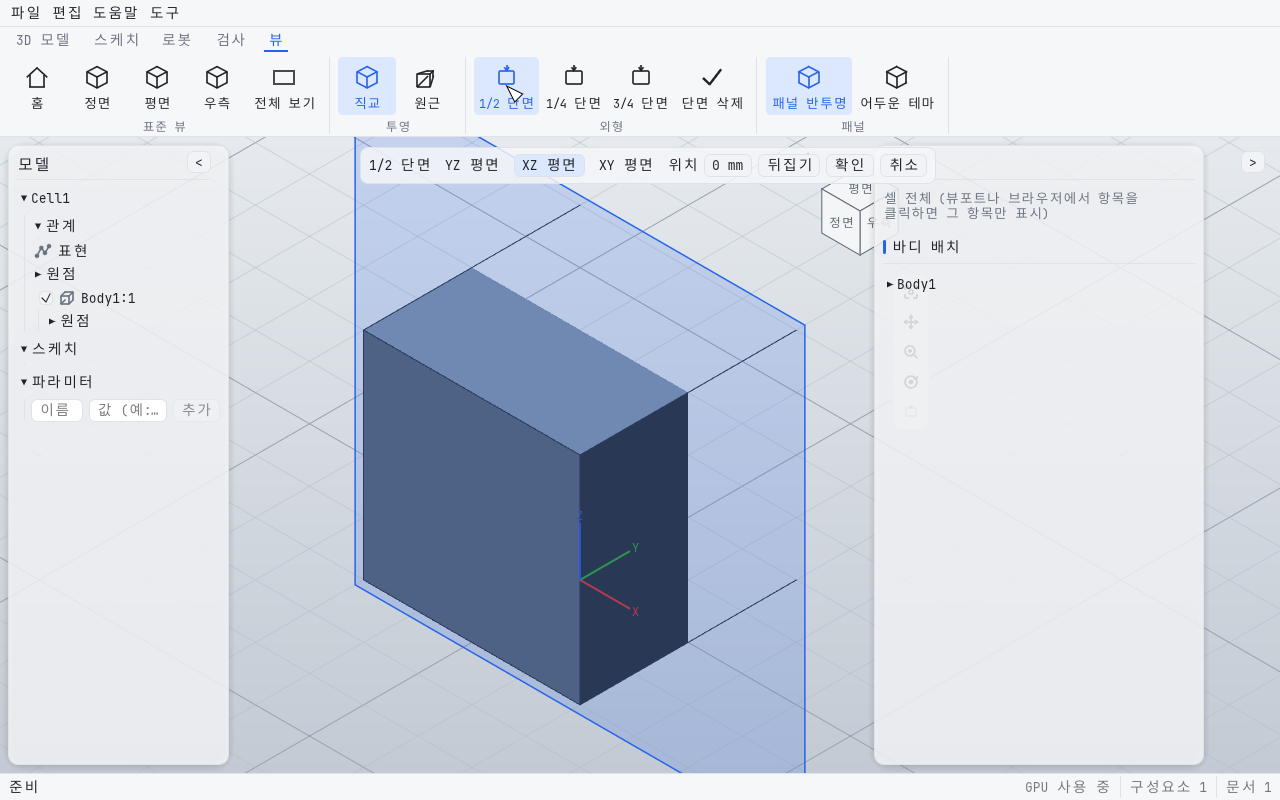 파일 편집 도움말 도구
3D 모델 스케치 로봇 검사 뷰
홈 정면 평면 우측 전체 보기 직교 원근 1/2 단면 1/4 단면 3/4 단면 단면 삭제 패널 반투명 어두운 테마
표준 뷰 투영 외형 패널
모델 <
1/2 단면 YZ 평면 XZ 평면 XY 평면 위치 0 mm 뒤집기 확인 취소
>
평면
정면
▾ Cell1
▾ 관계
표현
▸ 원점
Body1:1
▸ 원점
▾ 스케치
▾ 파라미터
이름 값 (예:… 추가
셀 전체 (뷰포트나 브라우저에서 항목을
클릭하면 그 항목만 표시)
바디 배치
▸ Body1
Z
Y
X
준비 GPU 사용 중 구성요소 1 문서 1